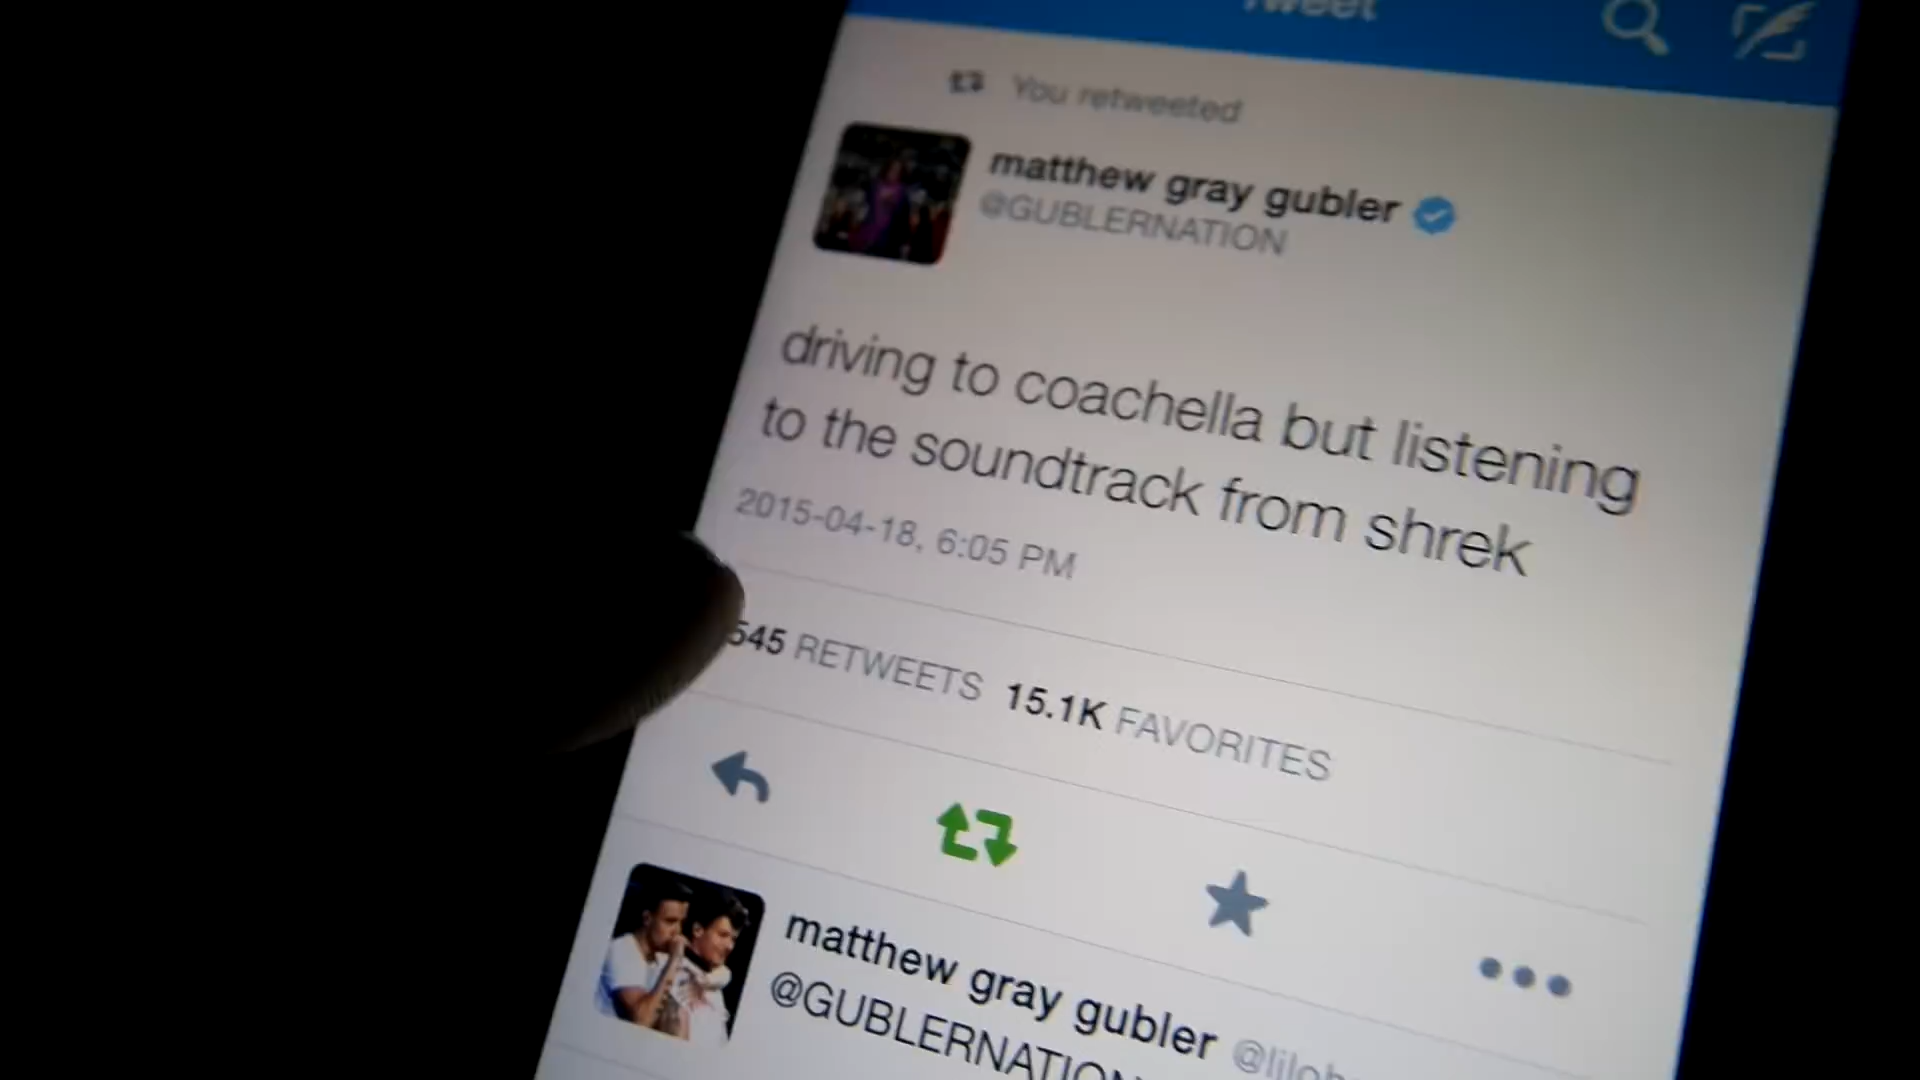 Tweet
You retweeted
matthew gray gubler
@GUBLERNATION
driving to coachella but listening
to the soundtrack from shrek
2015-04-18, 6:05 PM
545 RETWEETS 15.1K FAVORITES
matthew gray gubler
@GUBLERNATION